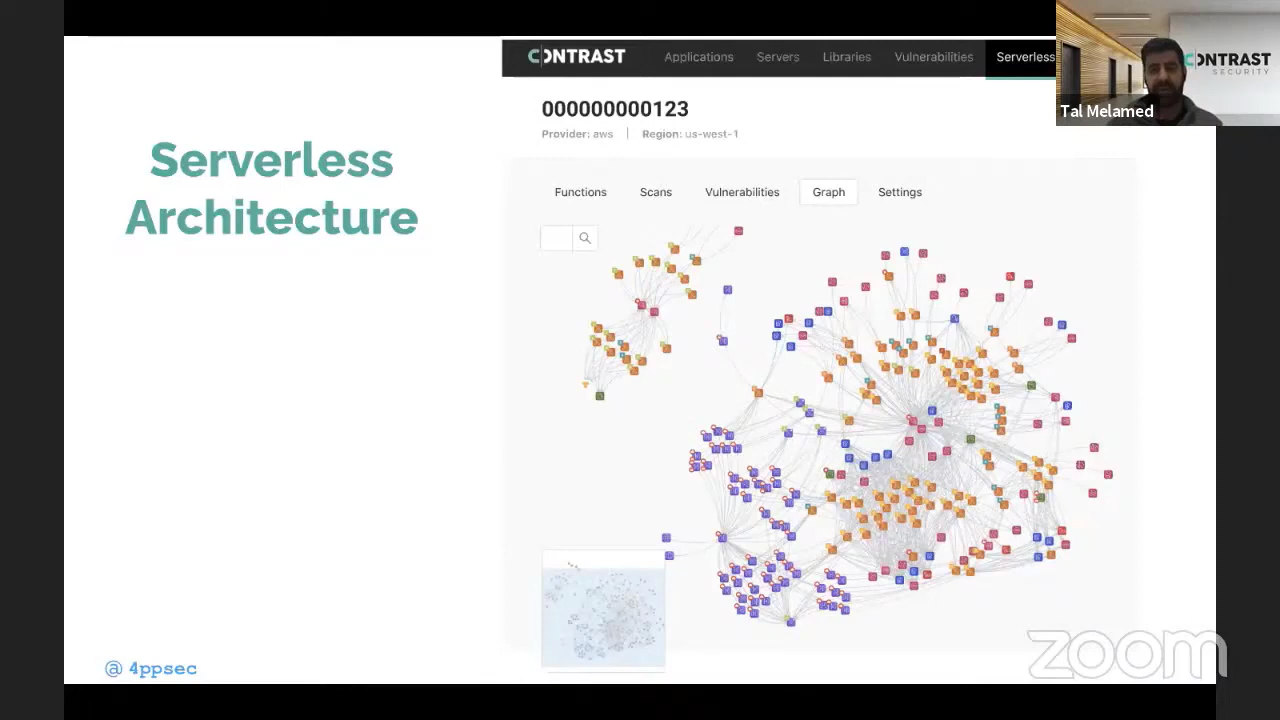 CONTRAST
Applications Servers Libraries Vulnerabilities Serverless
CONTRAST
SECURITY
Tal Melamed
Serverless
Architecture
000000000123
Provider: aws | Region: us-west-1
Functions Scans Vulnerabilities Graph Settings
@ 4ppsec
zoom